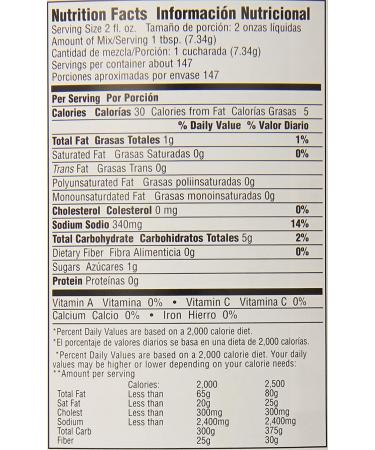 Nutrition Facts Información Nutricional
Serving Size 2 fl. oz. Tamaño de porción: 2 onzas líquidas
Amount of Mix/Serving 1 tbsp. (7.34g)
Cantidad de mezcla/Porción: 1 cucharada (7.34g)
Servings per container about 147
Porciones aproximadas por envase 147
Per Serving Por Porción
Calories Calorías 30 Calories from Fat Calorías Grasas 5
% Daily Value % Valor Diario
Total Fat Grasas Totales 1g 1%
Saturated Fat Grasas Saturadas 0g 0%
Trans Fat Grasas Trans 0g
Polyunsaturated Fat Grasas poliinsaturadas 0g
Monounsaturdated Fat Grasas monoinsaturadas 0g
Cholesterol Colesterol 0 mg 0%
Sodium Sodio 340mg 14%
Total Carbohydrate Carbohidratos Totales 5g 2%
Dietary Fiber Fibra Alimenticia 0g 0%
Sugars Azúcares 1g
Protein Proteínas 0g
Vitamin A Vitamina 0% • Vitamin C Vitamina C 0%
Calcium Calcio 0% • Iron Hierro 0%
*Percent Daily Values are based on a 2,000 calorie diet.
*El porcentaje de valores diarios se basa en una dieta de 2,000 calorías.
*Percent Daily Values are based on a 2,000 calorie diet. Your daily
values may be higher or lower depending on your calorie needs:
**Amount per serving
Calories: 2,000 2,500
Total Fat Less than 65g 80g
Sat Fat Less than 20g 25g
Cholest Less than 300mg 300mg
Sodium Less than 2,400mg 2,400mg
Total Carb 300g 375g
Fiber 25g 30g